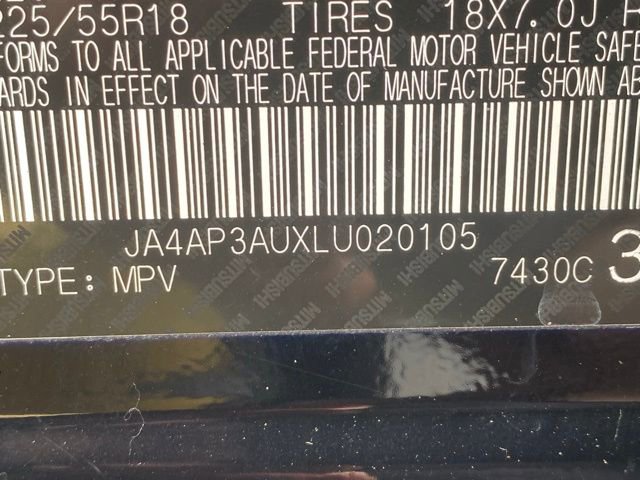 225/55R18 TIRES 18X7.0J
FORMS TO ALL APPLICABLE FEDERAL MOTOR VEHICLE SAFE
ARDS IN EFFECT ON THE DATE OF MANUFACTURE SHOWN AB
JA4AP3AUXLU020105
TYPE: MPV 7430C 3